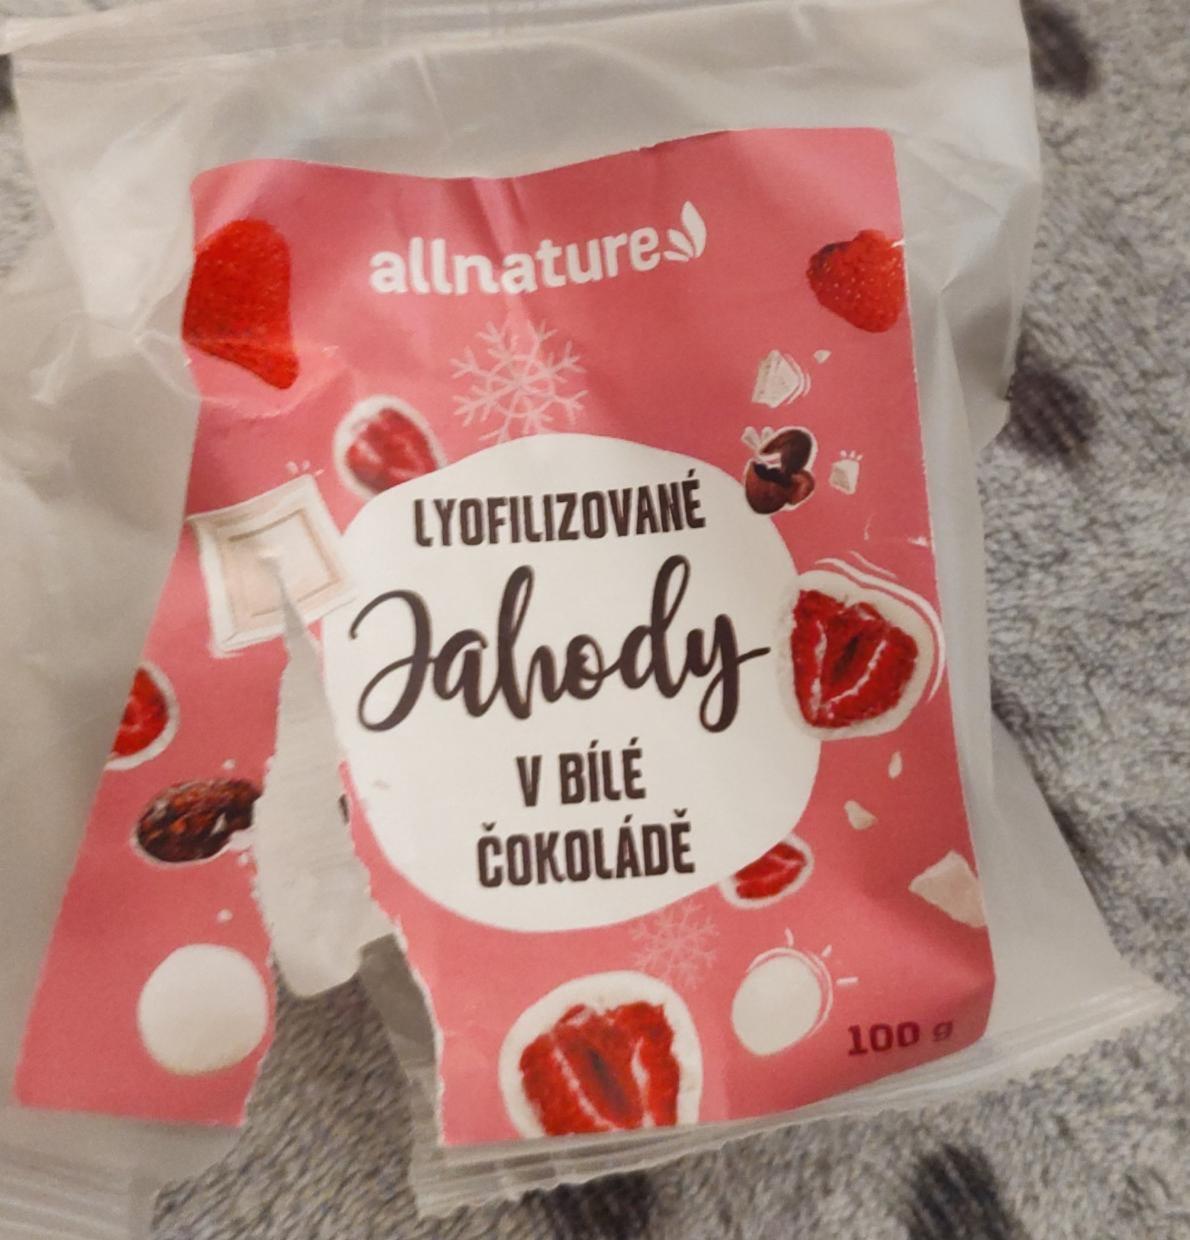 allnature
LYOFILIZOVANÉ
Jahody
V BÍLÉ
ČOKOLÁDĚ
100 g